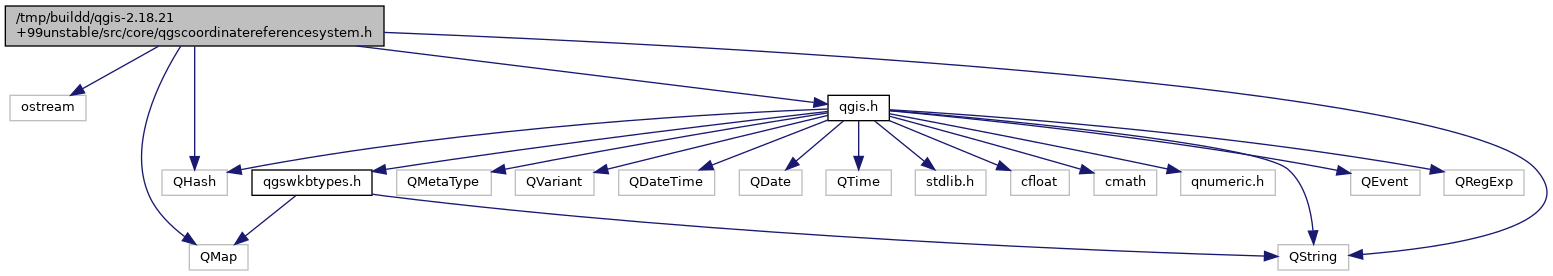 /tmp/buildd/qgis-2.18.21
+99unstable/src/core/qgscoordinatereferencesystem.h
ostream
qgis.h
QHash
qgswkbtypes.h
QMetaType
QVariant
QDateTime
QDate
QTime
stdlib.h
cfloat
cmath
qnumeric.h
QEvent
QRegExp
QMap
QString